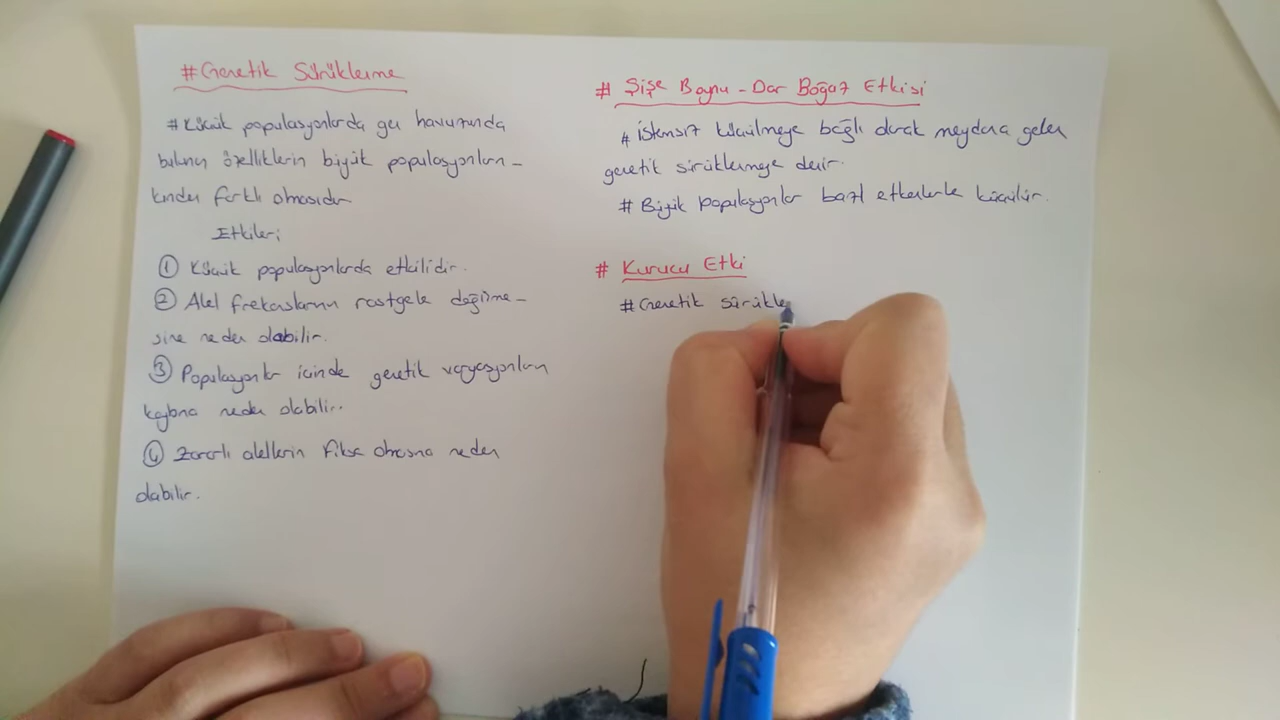 #Genetik Sürüklenme
#Küçük populasyonlarda gen havuzunda
bulunan özelliklerin büyük populasyonların-
kinden farklı olmasıdır
Etkileri
① Küçük populasyonlarda etkilidir.
② Alel frekanslarının rastgele değişme-
sine neden olabilir.
③ Populasyonlar içinde genetik varyasyonların
kaybına neden olabilir.
④ Zararlı alellerin fikse olmasına neden
olabilir.
# Şişe Boynu - Dar Boğaz Etkisi
# istemsiz küçülmeye bağlı olarak meydana gelen
genetik sürüklenmeye denir.
# Büyük populasyonlar bazı etkenlerle küçülür.
# Kurucu Etki
#Genetik sürükle